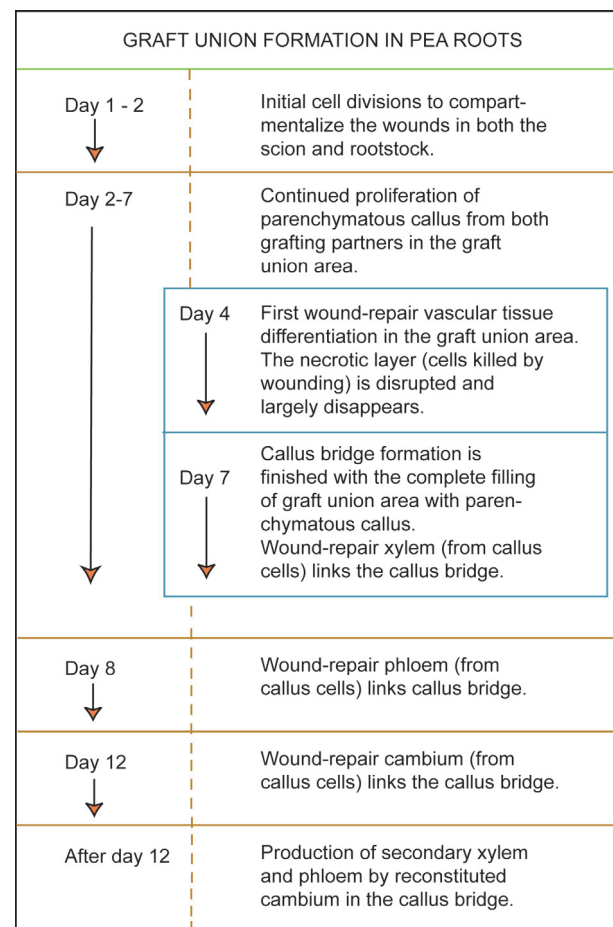 GRAFT UNION FORMATION IN PEA ROOTS
Day 1 - 2
Initial cell divisions to compart-
mentalize the wounds in both the
scion and rootstock.
Day 2-7
Continued proliferation of
parenchymatous callus from both
grafting partners in the graft
union area.
Day 4
First wound-repair vascular tissue
differentiation in the graft union area.
The necrotic layer (cells killed by
wounding) is disrupted and
largely disappears.
Day 7
Callus bridge formation is
finished with the complete filling
of graft union area with paren-
chymatous callus.
Wound-repair xylem (from callus
cells) links the callus bridge.
Day 8
Wound-repair phloem (from
callus cells) links callus bridge.
Day 12
Wound-repair cambium (from
callus cells) links the callus bridge.
After day 12
Production of secondary xylem
and phloem by reconstituted
cambium in the callus bridge.